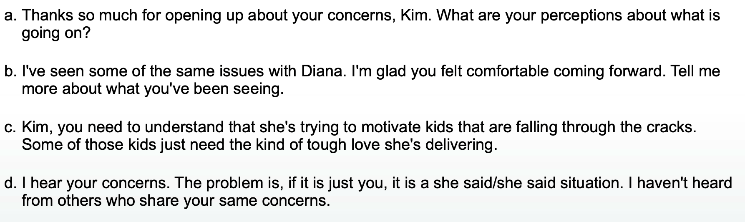 a. Thanks so much for opening up about your concerns, Kim. What are your perceptions about what is
going on?
b. I've seen some of the same issues with Diana. I'm glad you felt comfortable coming forward. Tell me
more about what you've been seeing.
c. Kim, you need to understand that she's trying to motivate kids that are falling through the cracks.
Some of those kids just need the kind of tough love she's delivering.
d. I hear your concerns. The problem is, if it is just you, it is a she said/she said situation. I haven't heard
from others who share your same concerns.